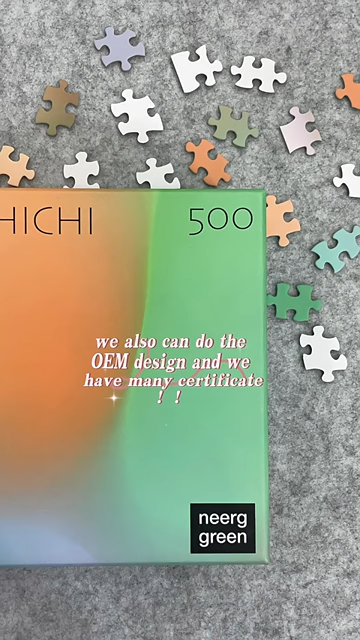 HICHI 500
we also can do the
OEM design and we
have many certificate
! !
neerg
green